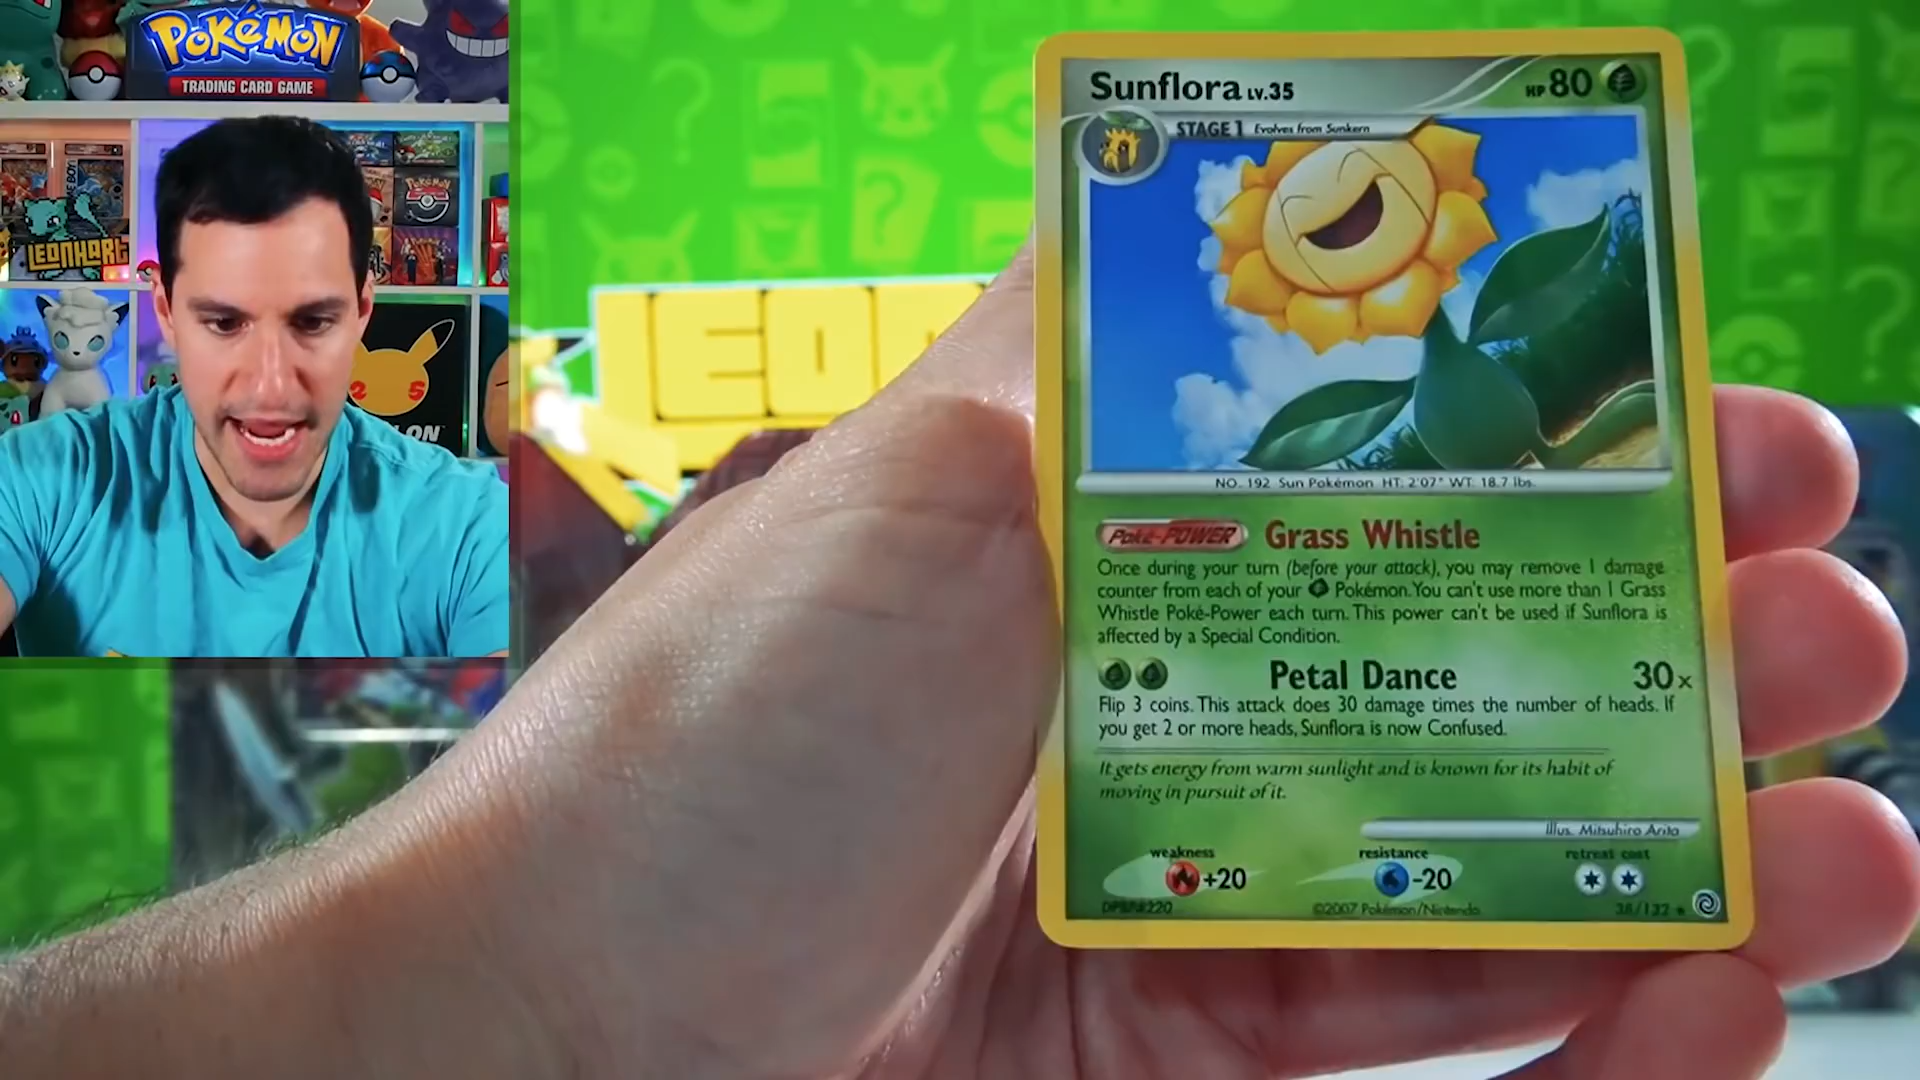 POKéMON
TRADING CARD GAME
GAME BOY
LEONHART
POKéMON
25
LEON
Sunflora LV.35
HP 80
STAGE 1 Evolves from Sunkern
NO. 192 Sun Pokémon HT: 2'07" WT: 18.7 lbs.
Poké-POWER Grass Whistle
Once during your turn (before your attack), you may remove 1 damage
counter from each of your Pokémon. You can't use more than 1 Grass
Whistle Poké-Power each turn. This power can't be used if Sunflora is
affected by a Special Condition.
Petal Dance 30x
Flip 3 coins. This attack does 30 damage times the number of heads. If
you get 2 or more heads, Sunflora is now Confused.
It gets energy from warm sunlight and is known for its habit of
moving in pursuit of it.
Illus. Mitsuhiro Arita
weakness resistance retreat cost
+20 -20
©2007 Pokémon/Nintendo 38/132